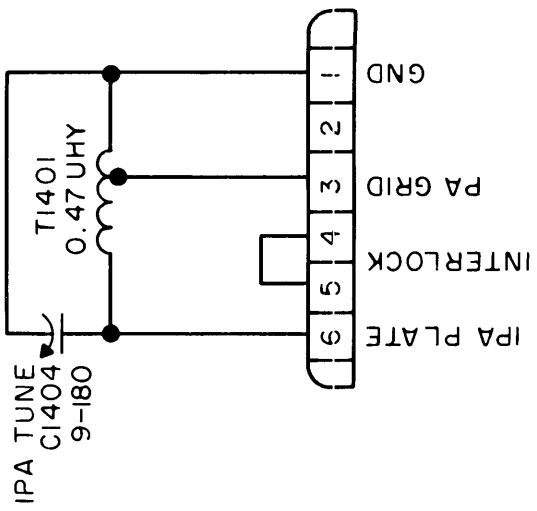 T1401
0.47 UHY
IPA TUNE
C1404
9-180
1
GND
2
3
PA GRID
4
INTERLOCK
5
6
IPA PLATE